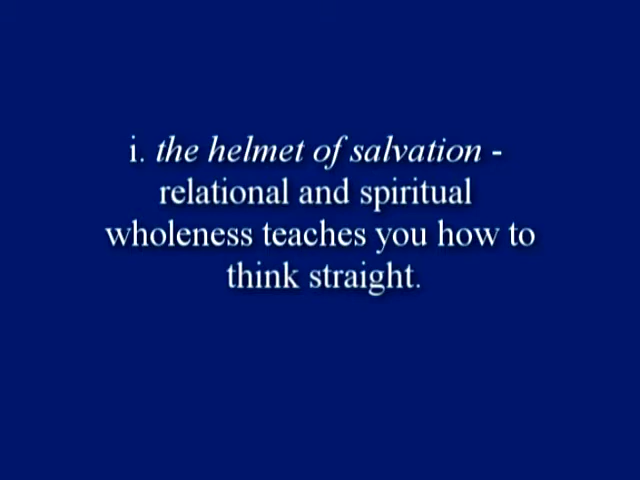 i. the helmet of salvation -
relational and spiritual
wholeness teaches you how to
think straight.